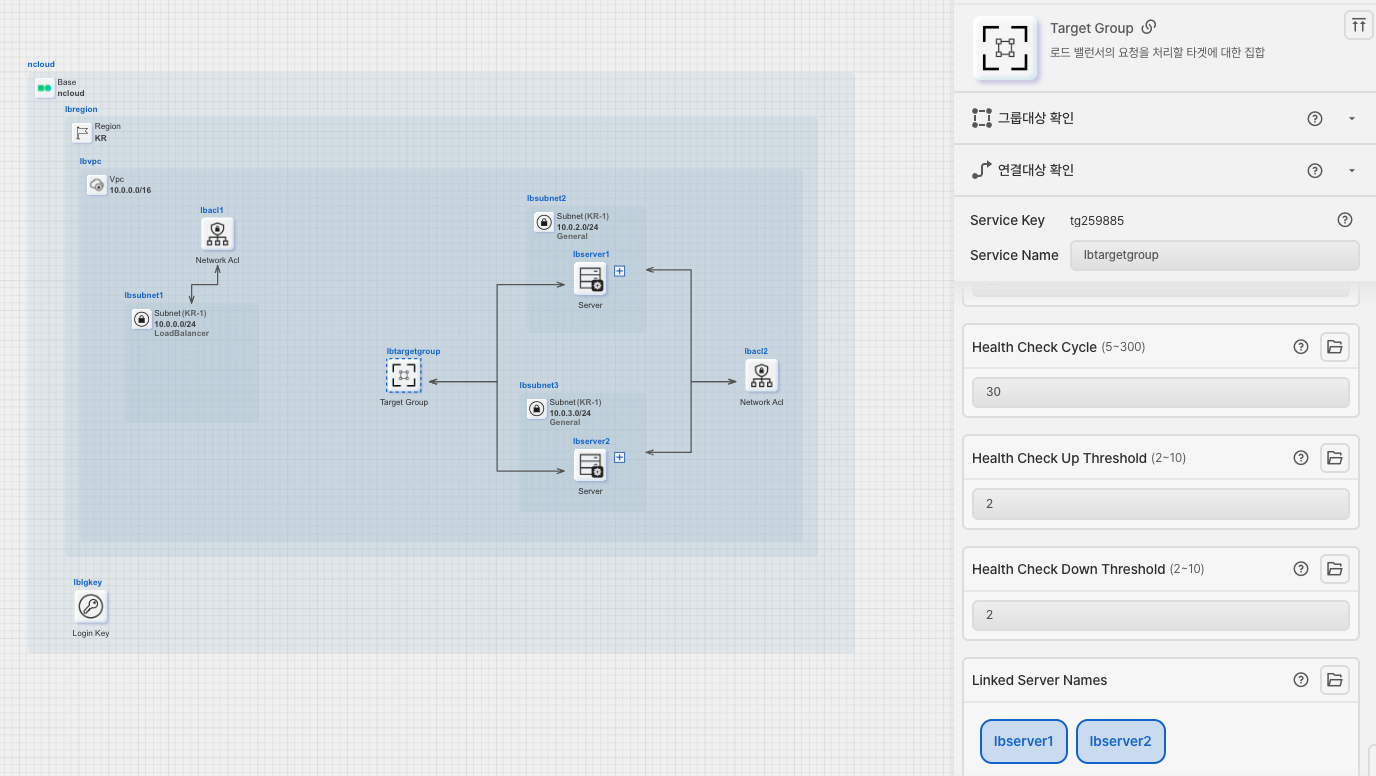 ncloud
Base
ncloud
lbregion
Region
KR
lbvpc
Vpc
10.0.0.0/16
lbacl1
Network Acl
lbsubnet1
Subnet(KR-1)
10.0.0.0/24
LoadBalancer
lbsubnet2
Subnet(KR-1)
10.0.2.0/24
General
lbserver1
Server
lbtargetgroup
Target Group
lbsubnet3
Subnet(KR-1)
10.0.3.0/24
General
lbserver2
Server
lbacl2
Network Acl
lblgkey
Login Key
Target Group
로드 밸런서의 요청을 처리할 타겟에 대한 집합
그룹대상 확인
연결대상 확인
Service Key tg259885
Service Name lbtargetgroup
Health Check Cycle (5~300)
30
Health Check Up Threshold (2~10)
2
Health Check Down Threshold (2~10)
2
Linked Server Names
lbserver1 lbserver2